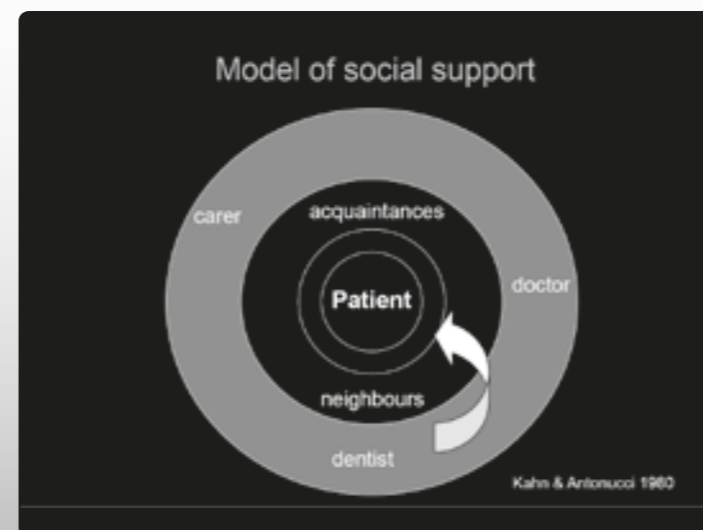 Model of social support
carer
acquaintances
doctor
Patient
neighbours
dentist
Kahn & Antonucci 1980